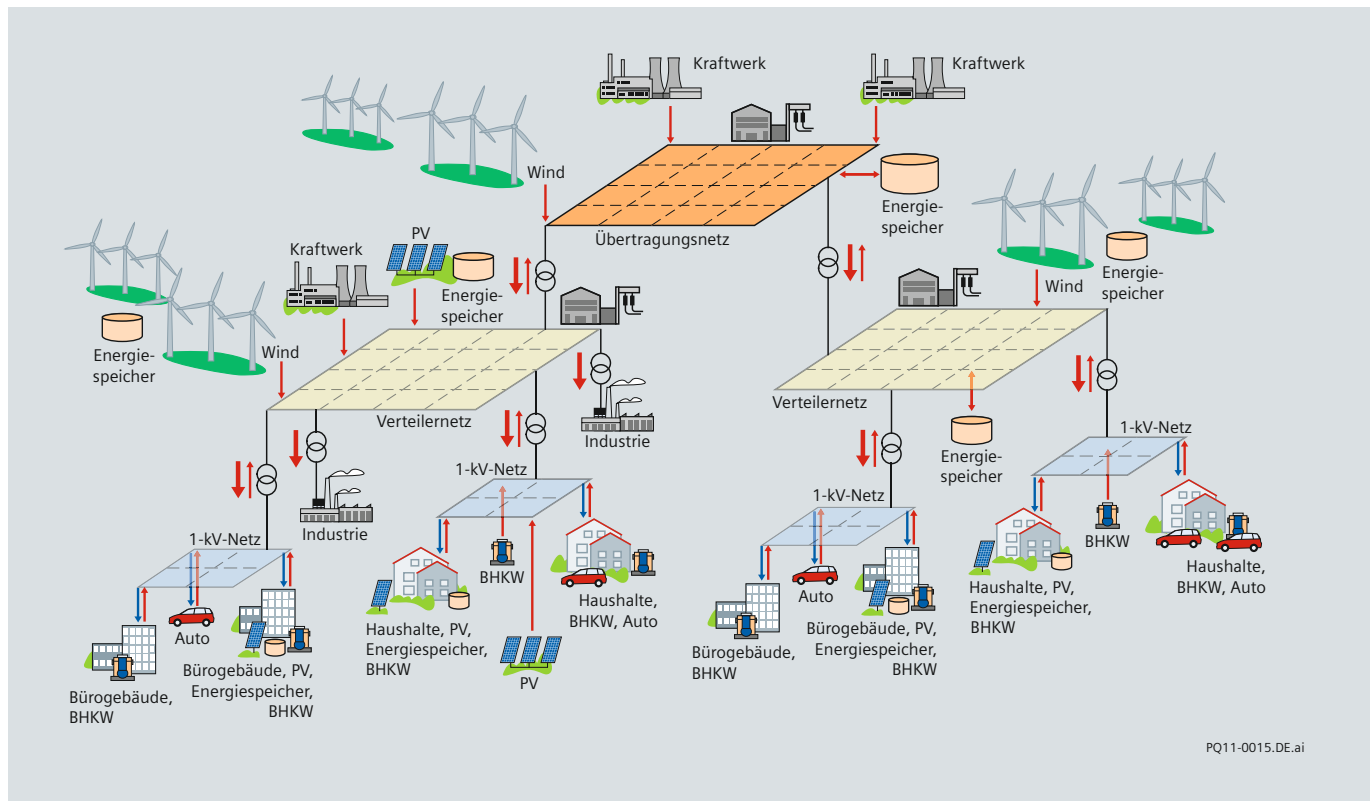 Kraftwerk
Kraftwerk
Wind
Energie-
speicher
Übertragungsnetz
PV
Kraftwerk
Energie-
speicher
Energie-
speicher
Wind
Energie-
speicher
Wind
Verteilernetz
Industrie
Verteilernetz
Energie-
speicher
1-kV-Netz
1-kV-Netz
Industrie
1-kV-Netz
1-kV-Netz
BHKW
BHKW
Haushalte,
BHKW, Auto
Haushalte, PV,
Energiespeicher,
BHKW
Haushalte, PV,
Energiespeicher,
BHKW
Haushalte,
BHKW, Auto
Auto
Auto
Bürogebäude,
BHKW
Bürogebäude, PV,
Energiespeicher,
BHKW
PV
Bürogebäude,
BHKW
Bürogebäude, PV,
Energiespeicher,
BHKW
PQ11-0015.DE.ai